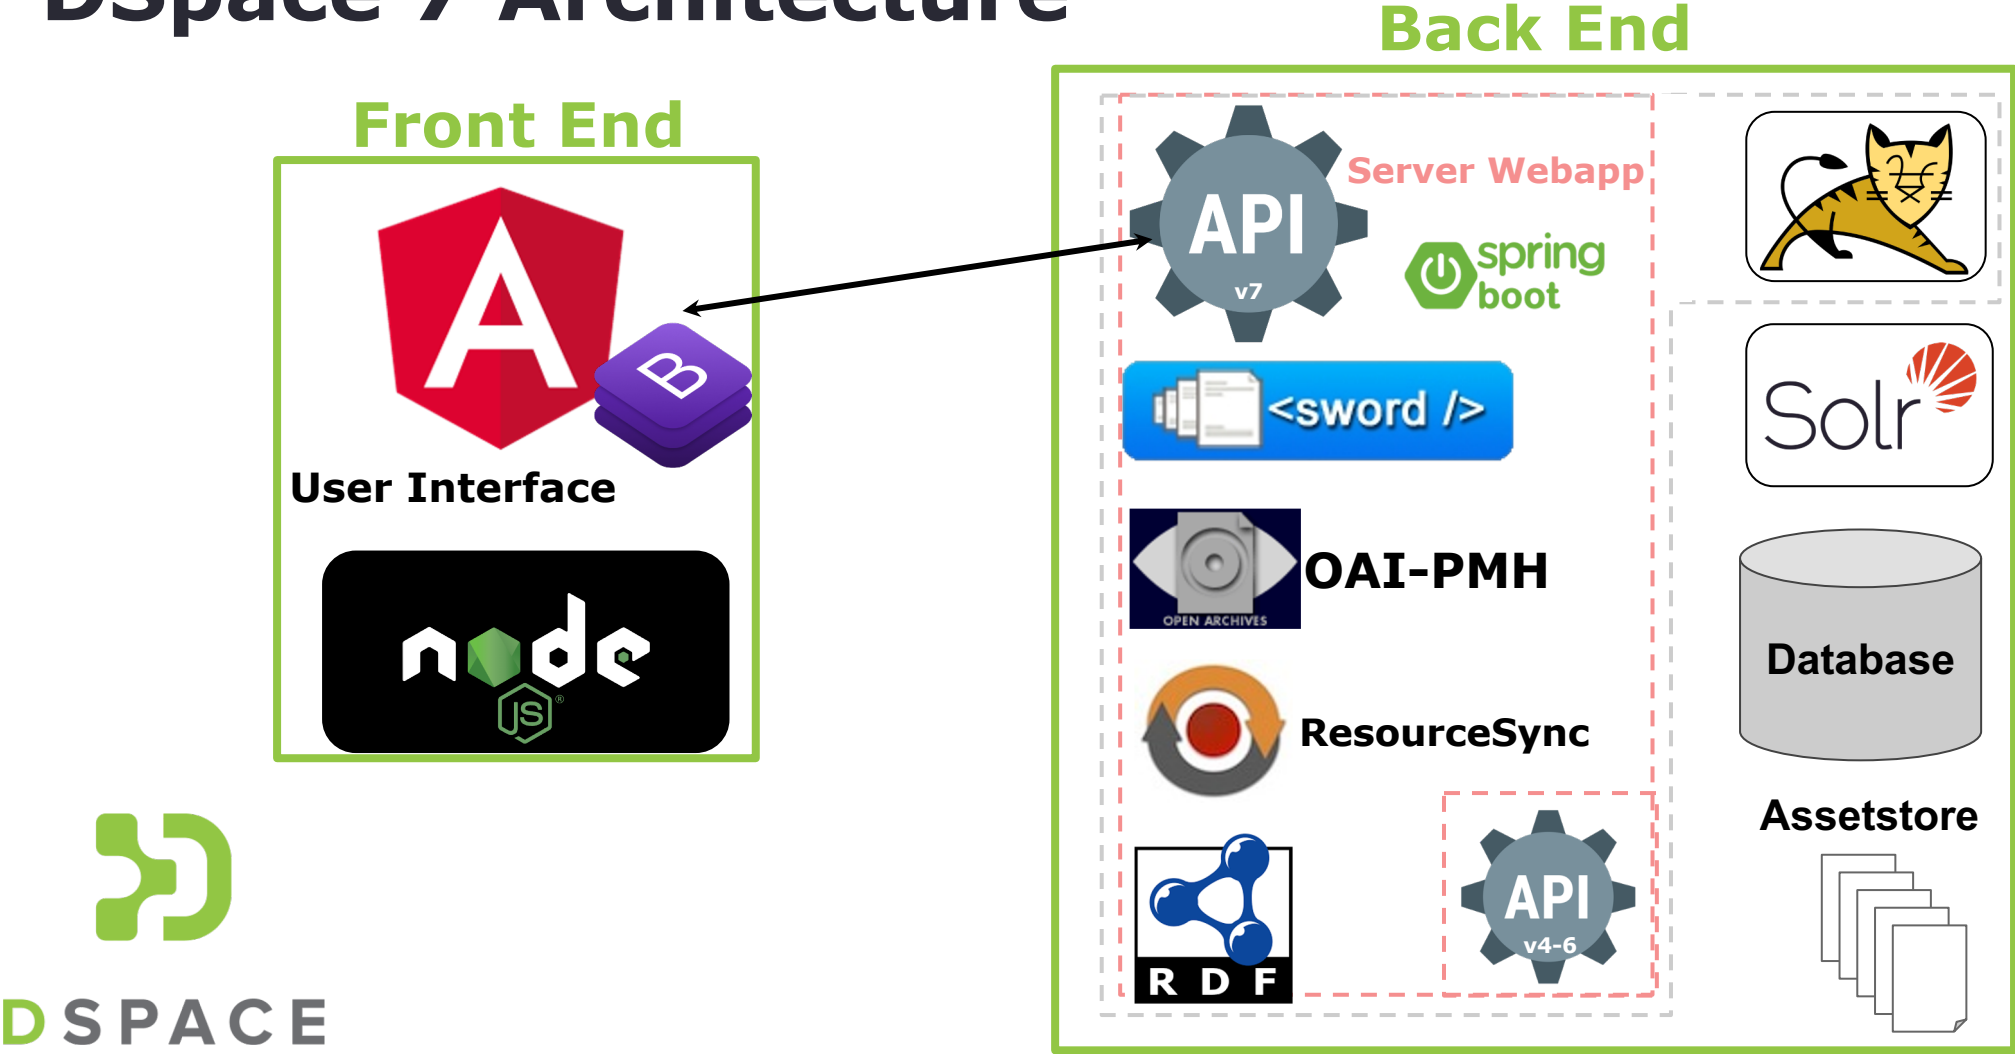 DSpace 7 Architecture
Back End
Front End
A
B
User Interface
node
JS
®
API
v7
Server Webapp
spring
boot
<sword />
OPEN ARCHIVES
OAI-PMH
ResourceSync
RDF
API
v4-6
Solr
Database
Assetstore
DSPACE